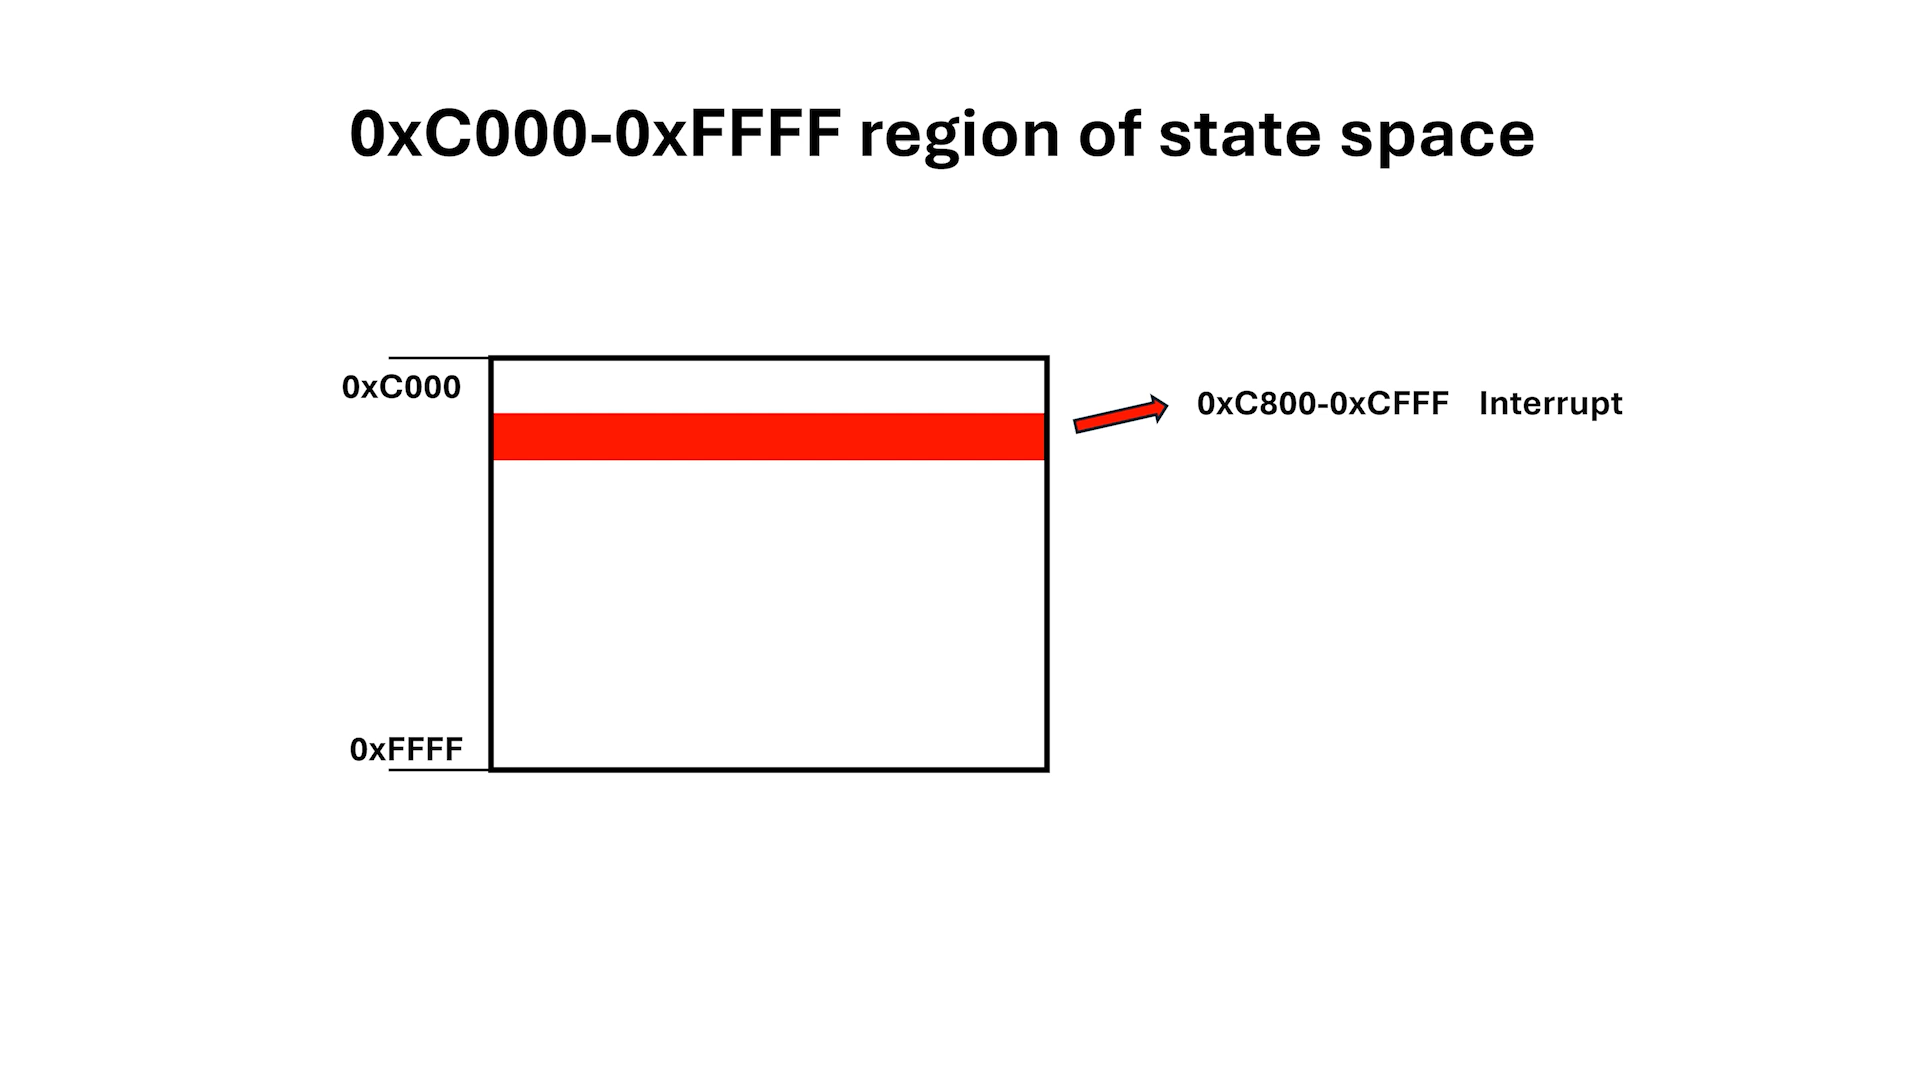 0xC000-0xFFFF region of state space
0xC000
0xC800-0xCFFF Interrupt
0xFFFF